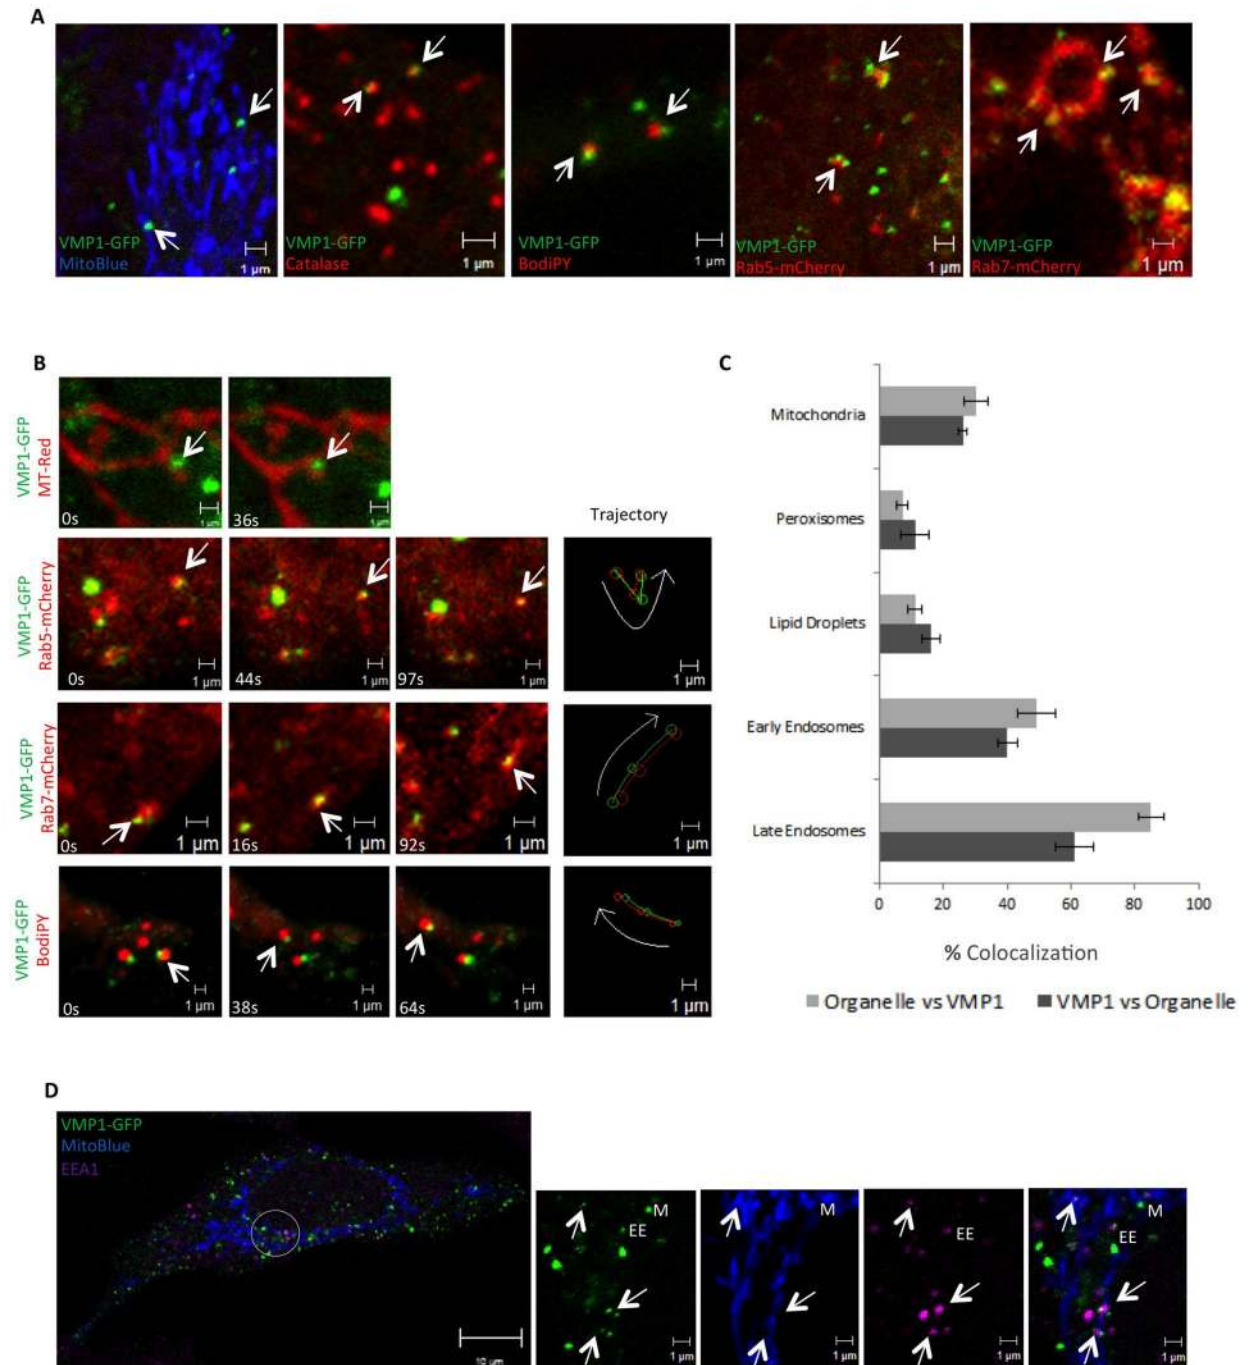 A
VMP1-GFP
MitoBlue
1 µm
VMP1-GFP
Catalase
1 µm
VMP1-GFP
BodiPY
1 µm
VMP1-GFP
Rab5-mCherry
1 µm
VMP1-GFP
Rab7-mCherry
1 µm
B
VMP1-GFP
MT-Red
0s
1 µm
36s
1 µm
Trajectory
VMP1-GFP
Rab5-mCherry
0s
1 µm
44s
1 µm
97s
1 µm
1 µm
VMP1-GFP
Rab7-mCherry
0s
1 µm
16s
1 µm
92s
1 µm
1 µm
VMP1-GFP
BodiPY
0s
1 µm
38s
1 µm
64s
1 µm
1 µm
C
Mitochondria
Peroxisomes
Lipid Droplets
Early Endosomes
Late Endosomes
0 20 40 60 80 100
% Colocalization
Organelle vs VMP1 VMP1 vs Organelle
D
VMP1-GFP
MitoBlue
EEA1
10 µm
M
EE
1 µm
M
1 µm
EE
1 µm
M
EE
1 µm